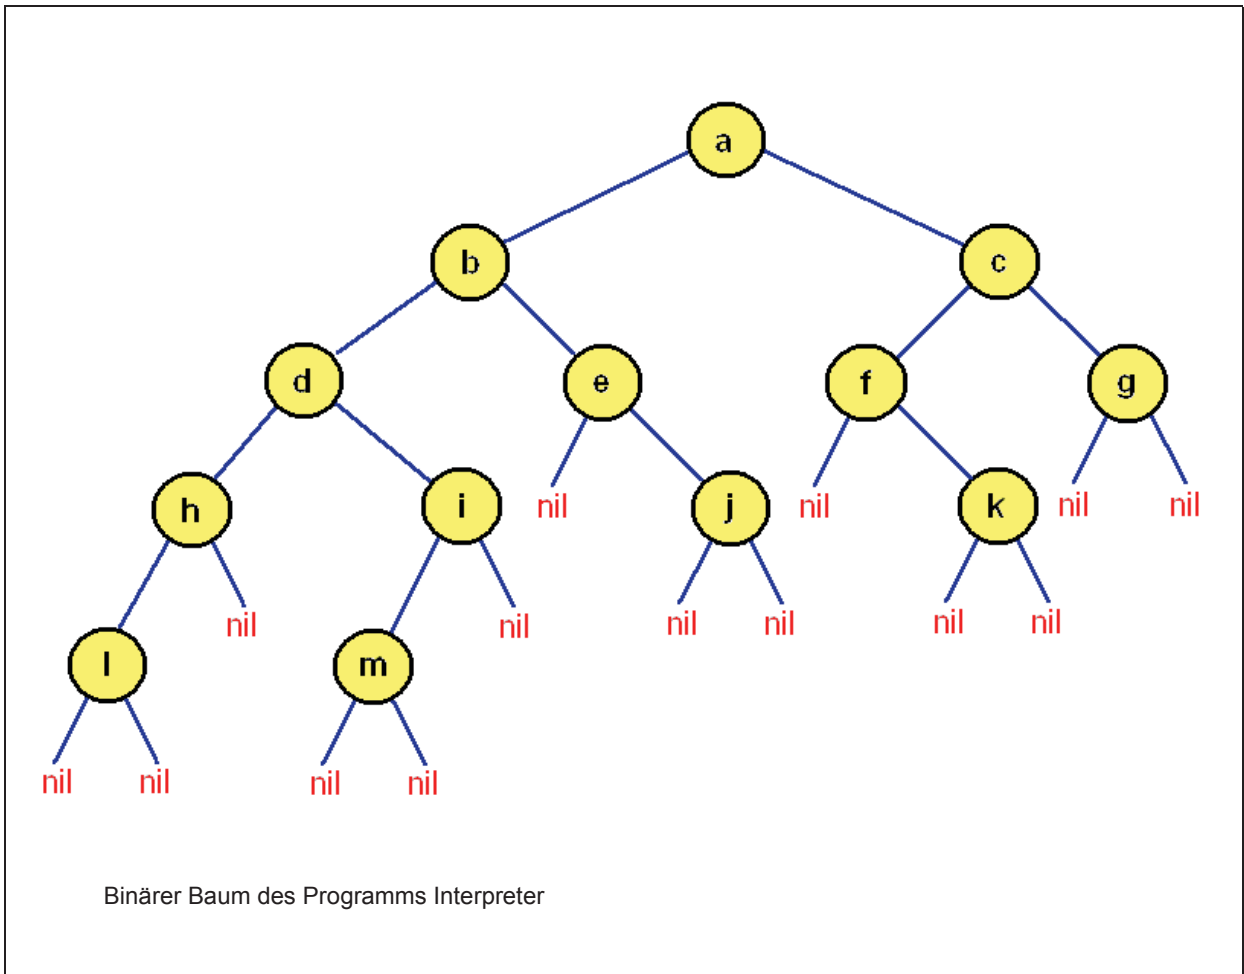 a
b
c
d
e
f
g
h
i
nil
j
nil
k
nil
nil
l
nil
m
nil
nil
nil
nil
nil
nil
nil
nil
nil
Binärer Baum des Programms Interpreter